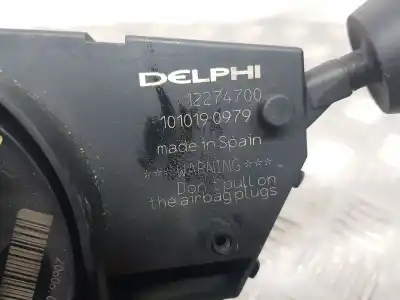 DELPHI
12274700
1010190979
made in Spain
*** WARNING ***
Don't pull on
the airbag plugs